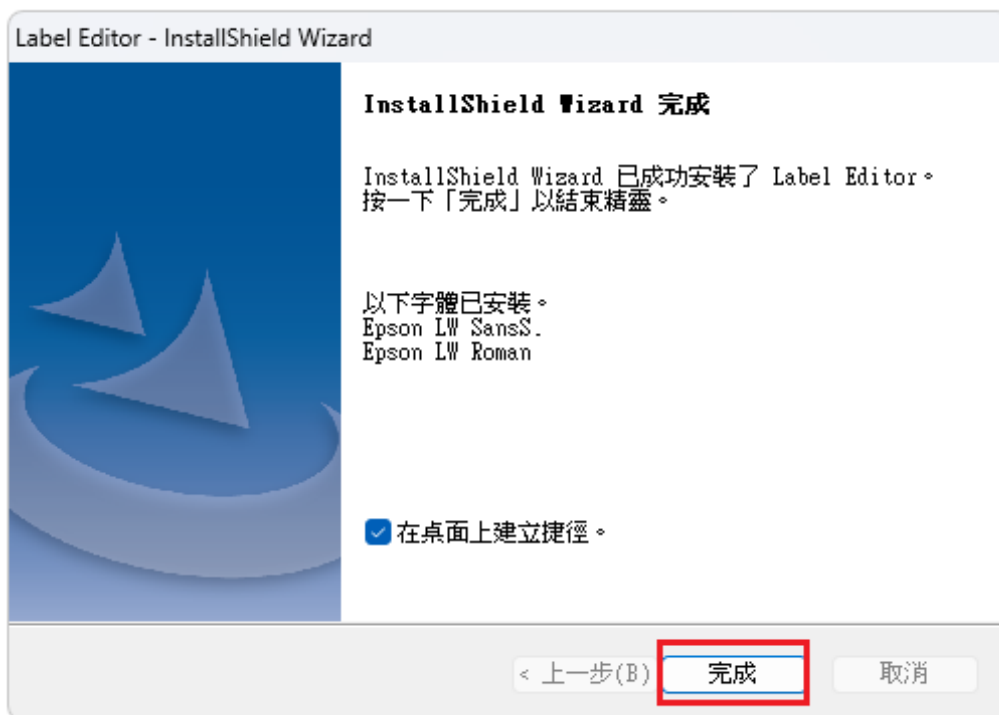 Label Editor - InstallShield Wizard
InstallShield Wizard 完成
InstallShield Wizard 已成功安裝了 Label Editor。
按一下「完成」以結束精靈。
以下字體已安裝。
Epson LW SansS.
Epson LW Roman
在桌面上建立捷徑。
< 上一步(B) 完成 取消